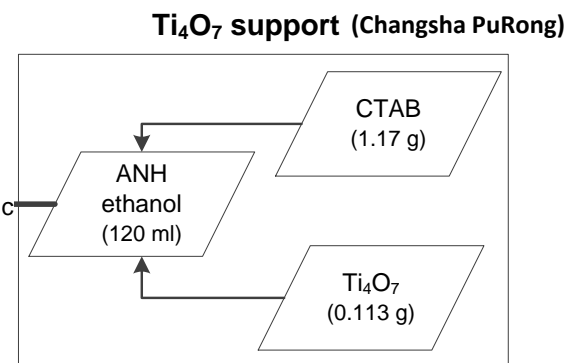 Ti₄O₇ support (Changsha PuRong)
CTAB
(1.17 g)
ANH
ethanol
(120 ml)
c
Ti₄O₇
(0.113 g)